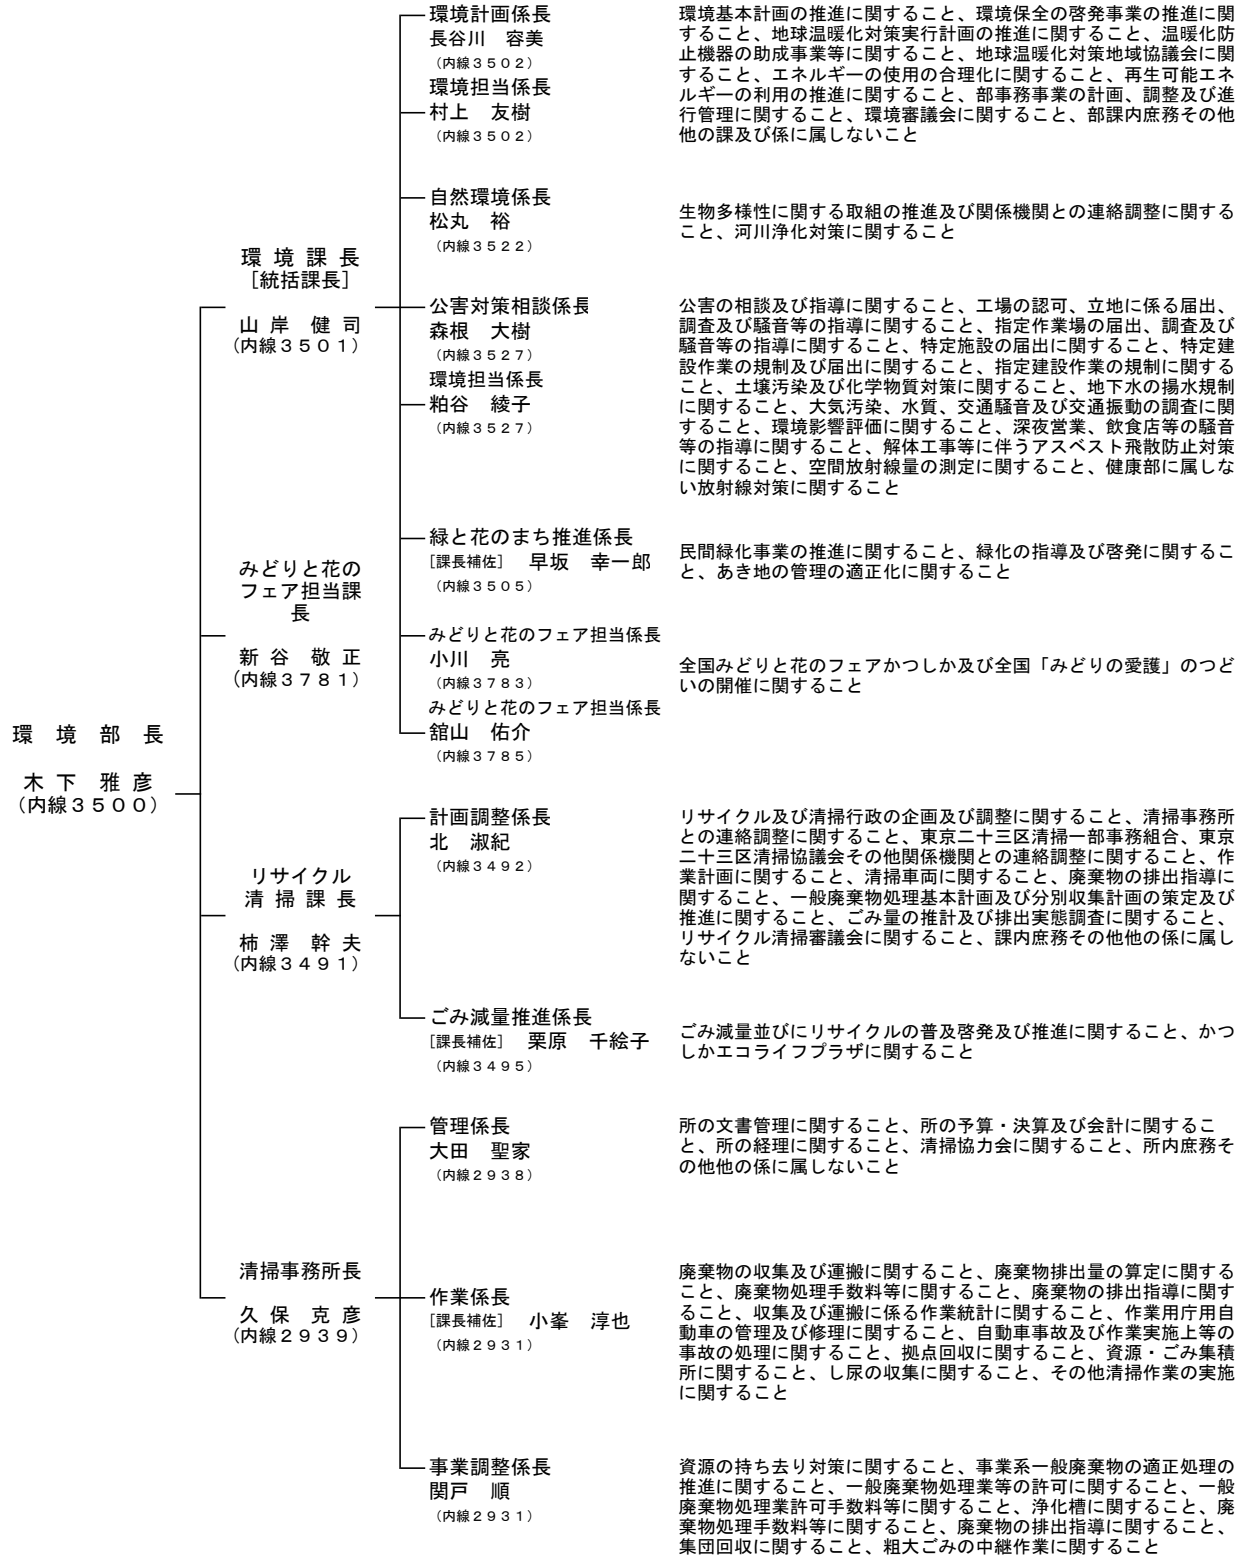 環境部長
木下 雅彦
(内線3500)
環境課長
[統括課長]
山岸 健司
(内線3501)
環境計画係長
長谷川 容美
(内線3502)
環境担当係長
村上 友樹
(内線3502)
環境基本計画の推進に関すること、環境保全の啓発事業の推進に関
すること、地球温暖化対策実行計画の推進に関すること、温暖化防
止機器の助成事業等に関すること、地球温暖化対策地域協議会に関
すること、エネルギーの使用の合理化に関すること、再生可能エネ
ルギーの利用の推進に関すること、部事務事業の計画、調整及び進
行管理に関すること、環境審議会に関すること、部課内庶務その他
他の課及び係に属しないこと
自然環境係長
松丸 裕
(内線3522)
生物多様性に関する取組の推進及び関係機関との連絡調整に関する
こと、河川浄化対策に関すること
公害対策相談係長
森根 大樹
(内線3527)
環境担当係長
粕谷 綾子
(内線3527)
公害の相談及び指導に関すること、工場の認可、立地に係る届出、
調査及び騒音等の指導に関すること、指定作業場の届出、調査及び
騒音等の指導に関すること、特定施設の届出に関すること、特定建
設作業の規制及び届出に関すること、指定建設作業の規制に関する
こと、土壌汚染及び化学物質対策に関すること、地下水の揚水規制
に関すること、大気汚染、水質、交通騒音及び交通振動の調査に関
すること、環境影響評価に関すること、深夜営業、飲食店等の騒音
等の指導に関すること、解体工事等に伴うアスベスト飛散防止対策
に関すること、空間放射線量の測定に関すること、健康部に属しな
い放射線対策に関すること
緑と花のまち推進係長
[課長補佐] 早坂 幸一郎
(内線3505)
民間緑化事業の推進に関すること、緑化の指導及び啓発に関するこ
と、あき地の管理の適正化に関すること
みどりと花の
フェア担当課
長
新谷 敬正
(内線3781)
みどりと花のフェア担当係長
小川 亮
(内線3783)
みどりと花のフェア担当係長
舘山 佑介
(内線3785)
全国みどりと花のフェアかつしか及び全国「みどりの愛護」のつど
いの開催に関すること
リサイクル
清掃課長
柿澤 幹夫
(内線3491)
計画調整係長
北 淑紀
(内線3492)
リサイクル及び清掃行政の企画及び調整に関すること、清掃事務所
との連絡調整に関すること、東京二十三区清掃一部事務組合、東京
二十三区清掃協議会その他関係機関との連絡調整に関すること、作
業計画に関すること、清掃車両に関すること、廃棄物の排出指導に
関すること、一般廃棄物処理基本計画及び分別収集計画の策定及び
推進に関すること、ごみ量の推計及び排出実態調査に関すること、
リサイクル清掃審議会に関すること、課内庶務その他他の係に属し
ないこと
ごみ減量推進係長
[課長補佐] 栗原 千絵子
(内線3495)
ごみ減量並びにリサイクルの普及啓発及び推進に関すること、かつ
しかエコライフプラザに関すること
清掃事務所長
久保 克彦
(内線2939)
管理係長
大田 聖家
(内線2938)
所の文書管理に関すること、所の予算・決算及び会計に関するこ
と、所の経理に関すること、清掃協力会に関すること、所内庶務そ
の他他の係に属しないこと
作業係長
[課長補佐] 小峯 淳也
(内線2931)
廃棄物の収集及び運搬に関すること、廃棄物排出量の算定に関する
こと、廃棄物処理手数料等に関すること、廃棄物の排出指導に関す
ること、収集及び運搬に係る作業統計に関すること、作業用庁用自
動車の管理及び修理に関すること、自動車事故及び作業実施上等の
事故の処理に関すること、拠点回収に関すること、資源・ごみ集積
所に関すること、し尿の収集に関すること、その他清掃作業の実施
に関すること
事業調整係長
関戸 順
(内線2931)
資源の持ち去り対策に関すること、事業系一般廃棄物の適正処理の
推進に関すること、一般廃棄物処理業等の許可に関すること、一般
廃棄物処理業許可手数料等に関すること、浄化槽に関すること、廃
棄物処理手数料等に関すること、廃棄物の排出指導に関すること、
集団回収に関すること、粗大ごみの中継作業に関すること